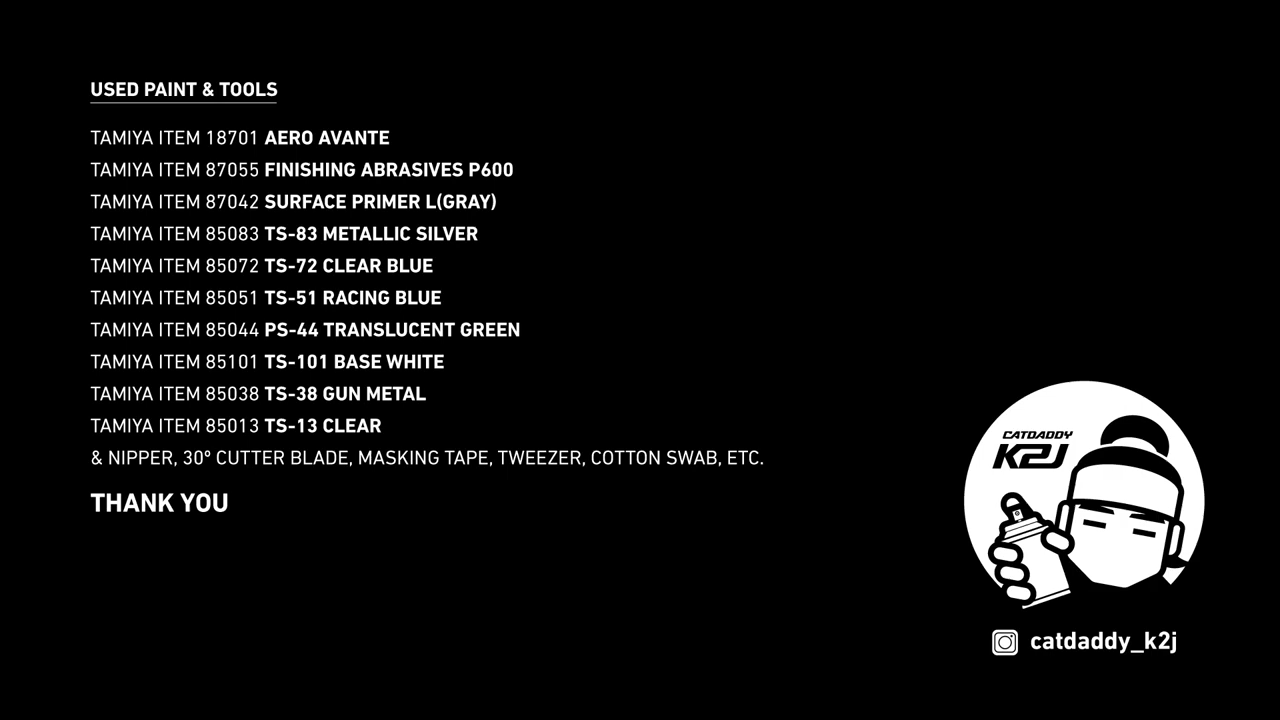 USED PAINT & TOOLS
TAMIYA ITEM 18701 AERO AVANTE
TAMIYA ITEM 87055 FINISHING ABRASIVES P600
TAMIYA ITEM 87042 SURFACE PRIMER L(GRAY)
TAMIYA ITEM 85083 TS-83 METALLIC SILVER
TAMIYA ITEM 85072 TS-72 CLEAR BLUE
TAMIYA ITEM 85051 TS-51 RACING BLUE
TAMIYA ITEM 85044 PS-44 TRANSLUCENT GREEN
TAMIYA ITEM 85101 TS-101 BASE WHITE
TAMIYA ITEM 85038 TS-38 GUN METAL
TAMIYA ITEM 85013 TS-13 CLEAR
& NIPPER, 30º CUTTER BLADE, MASKING TAPE, TWEEZER, COTTON SWAB, ETC.
THANK YOU
CATDADDY
K2J
catdaddy_k2j